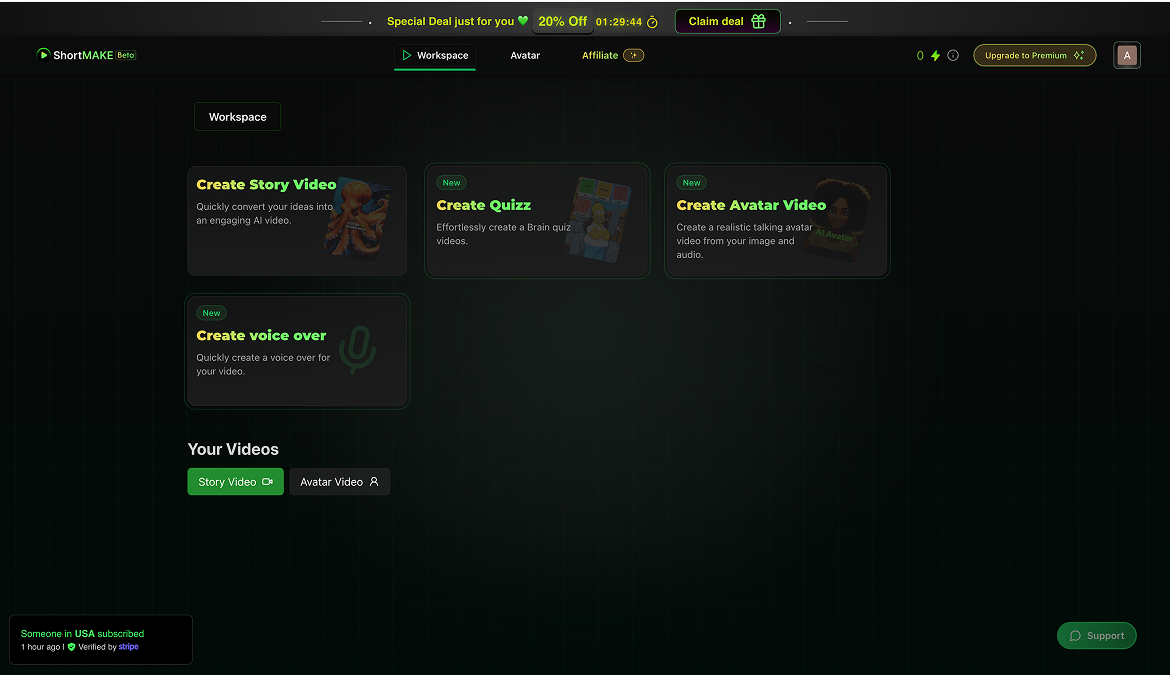 Special Deal just for you 💚 20% Off 01:29:44 Claim deal
ShortMAKE Beta Workspace Avatar Affiliate 0 Upgrade to Premium A
Workspace
Create Story Video
Quickly convert your ideas into
an engaging AI video.
New
Create Quizz
Effortlessly create a Brain quiz
videos.
New
Create Avatar Video
Create a realistic talking avatar
video from your image and
audio.
AI Avatar
New
Create voice over
Quickly create a voice over for
your video.
Your Videos
Story Video Avatar Video
Someone in USA subscribed
1 hour ago | Verified by stripe
Support